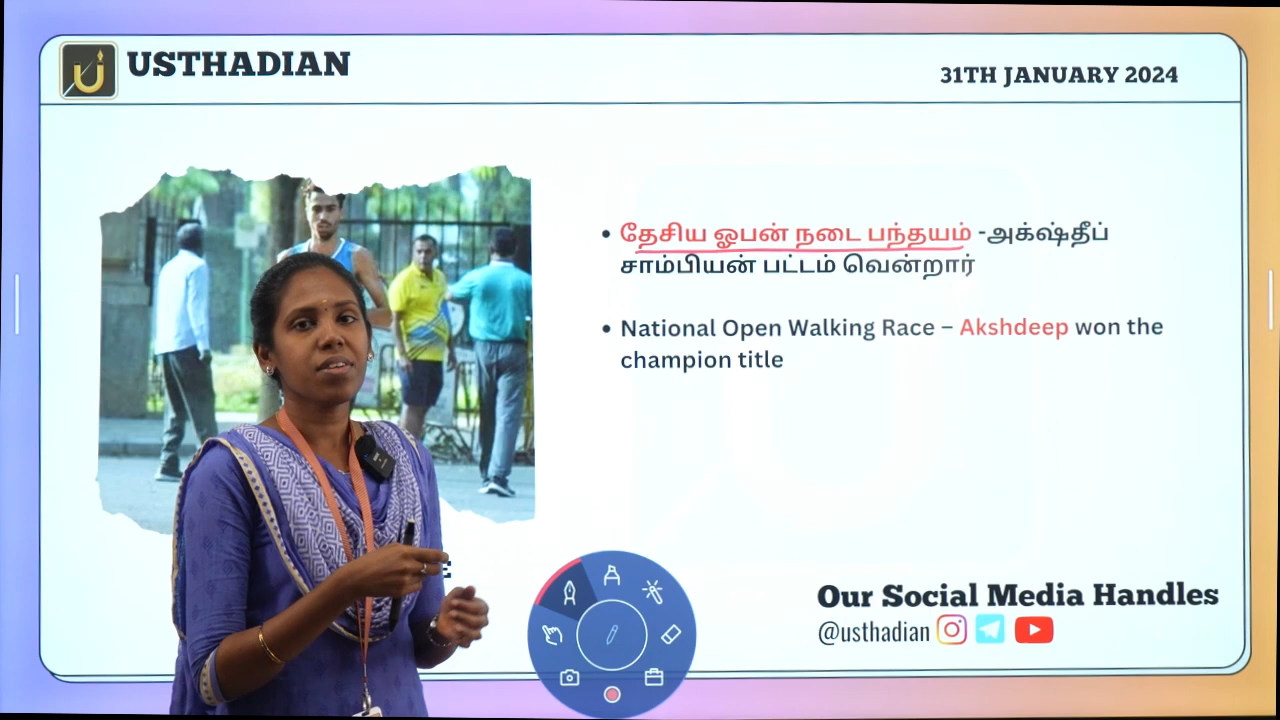 USTHADIAN
31TH JANUARY 2024
• தேசிய ஓபன் நடை பந்தயம் -அக்ஷ்தீப்
சாம்பியன் பட்டம் வென்றார்
• National Open Walking Race – Akshdeep won the
champion title
Our Social Media Handles
@usthadian